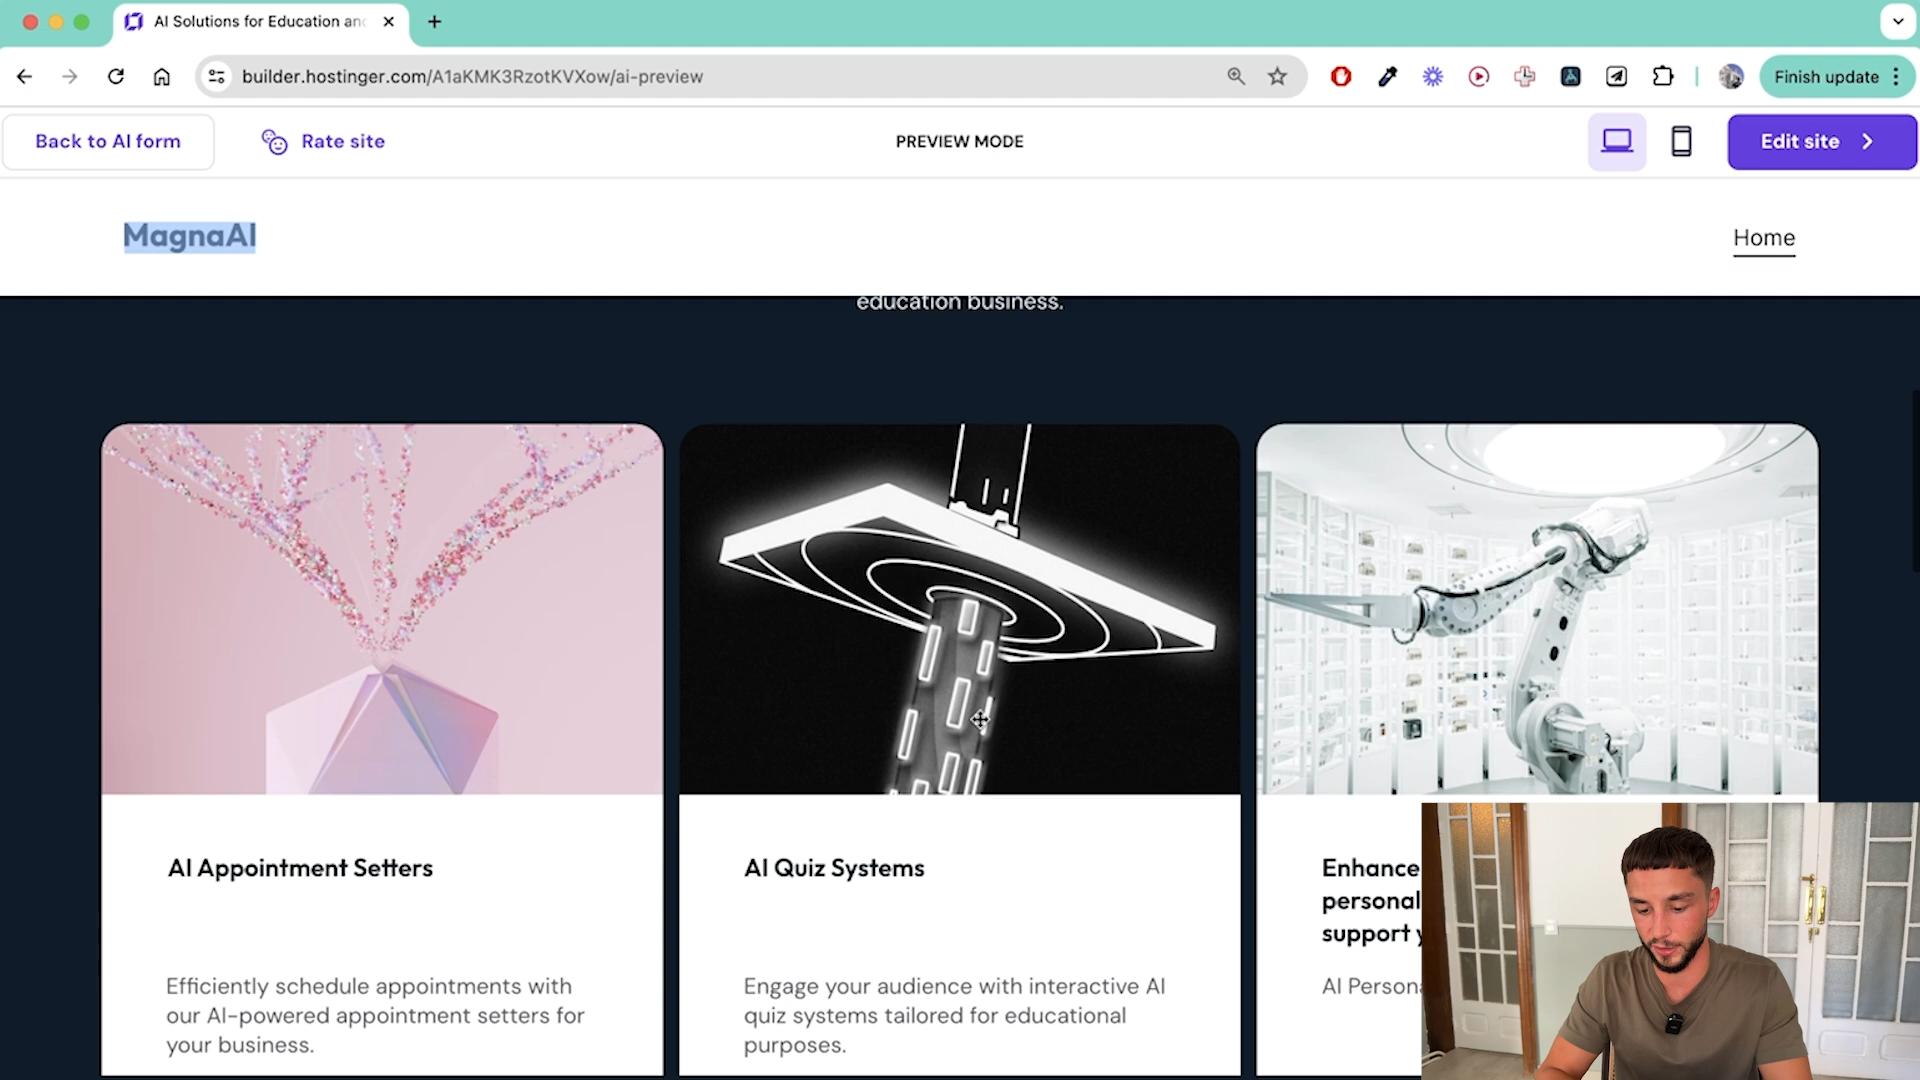 AI Solutions for Education an
builder.hostinger.com/A1aKMK3RzotKVXow/ai-preview
Finish update
Back to AI form
Rate site
PREVIEW MODE
Edit site
MagnaAI
Home
education business.
AI Appointment Setters
Efficiently schedule appointments with
our AI-powered appointment setters for
your business.
AI Quiz Systems
Engage your audience with interactive AI
quiz systems tailored for educational
purposes.
Enhance
personal
support
AI Person